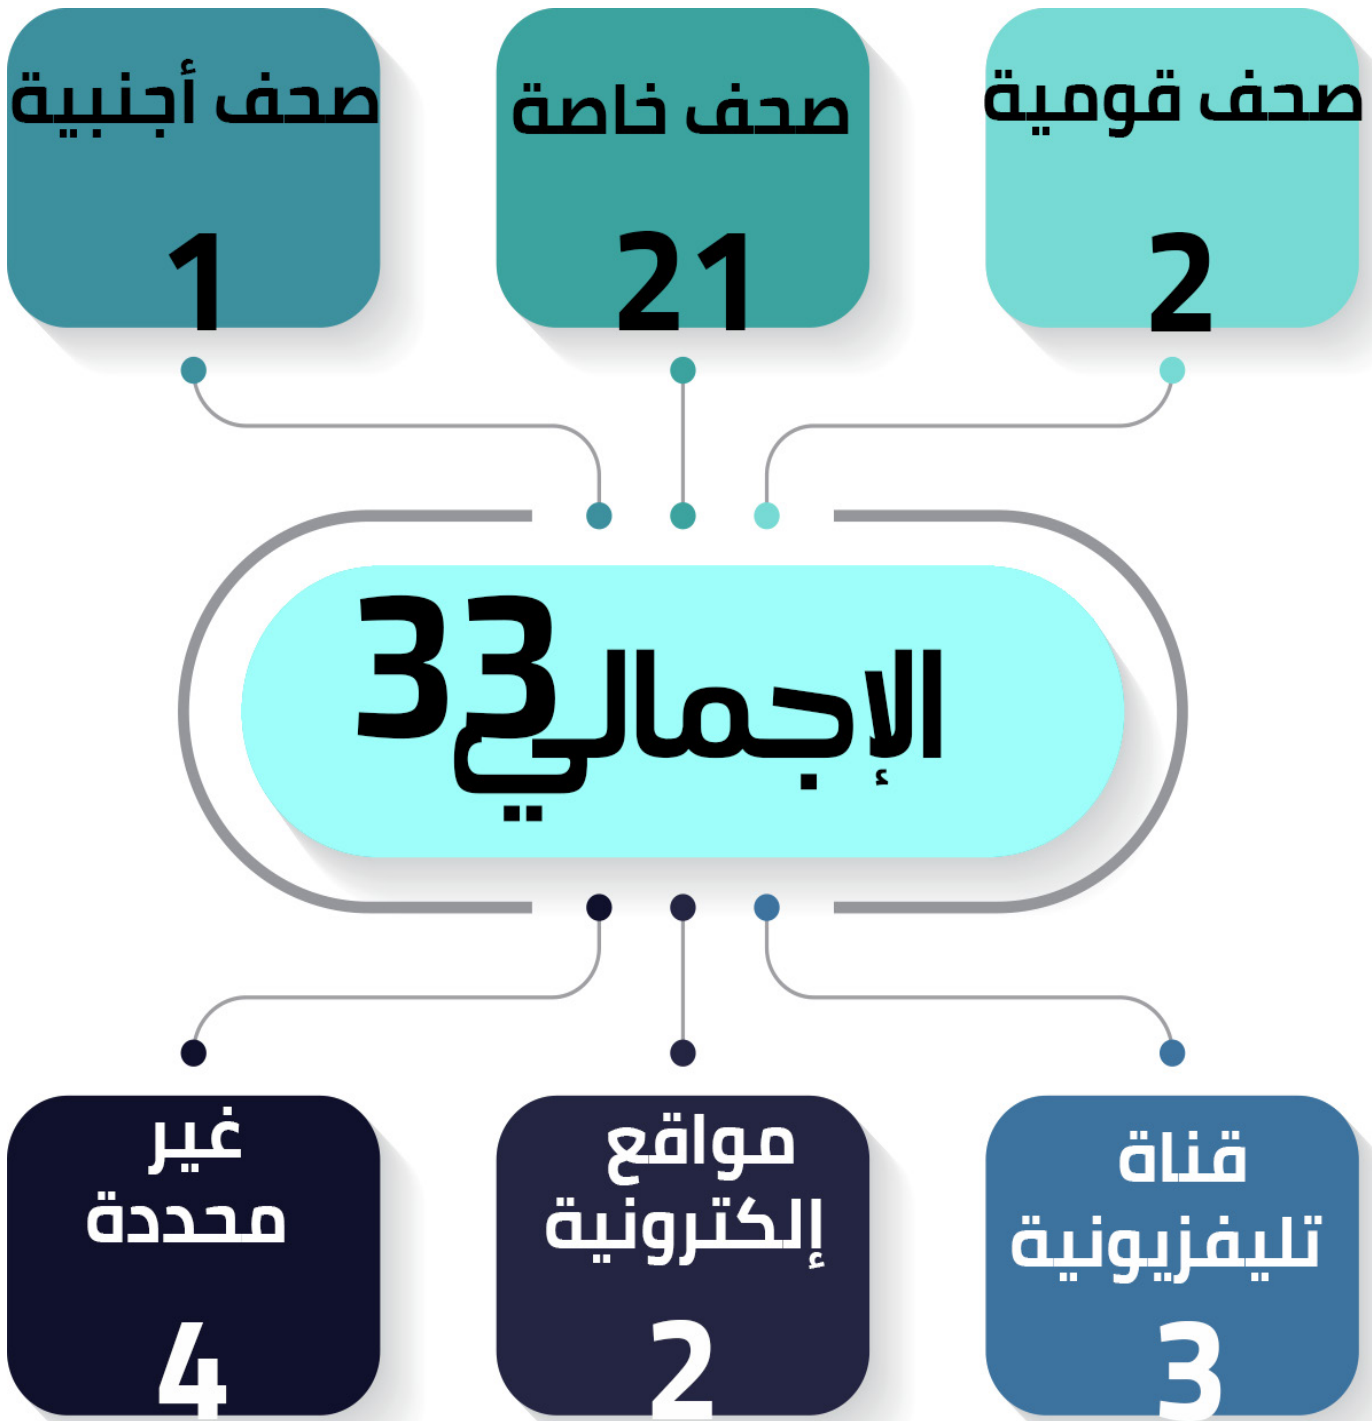 صحف قومية
2
صحف خاصة
21
صحف أجنبية
1
الإجمالي 33
قناة
تليفزيونية
3
مواقع
إلكترونية
2
غير
محددة
4